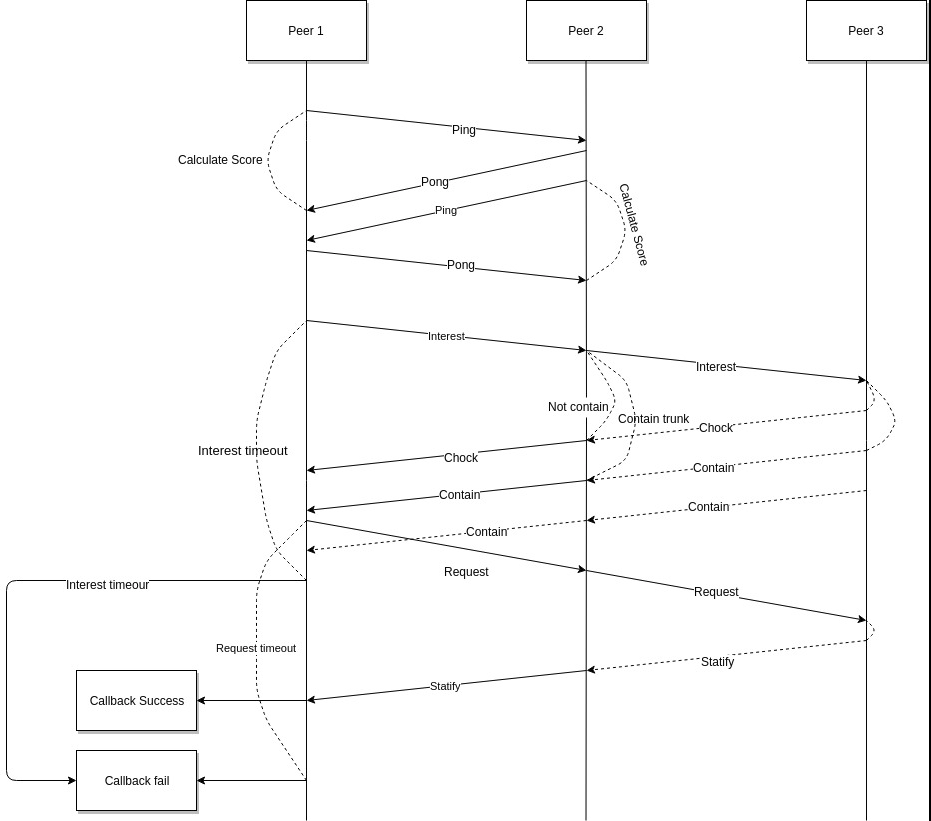 Peer 1
Peer 2
Peer 3
Ping
Calculate Score
Pong
Ping
Calculate Score
Pong
Interest
Interest
Not contain
Contain trunk
Chock
Interest timeout
Chock
Contain
Contain
Contain
Contain
Request
Interest timeour
Request
Request timeout
Statify
Statify
Callback Success
Callback fail